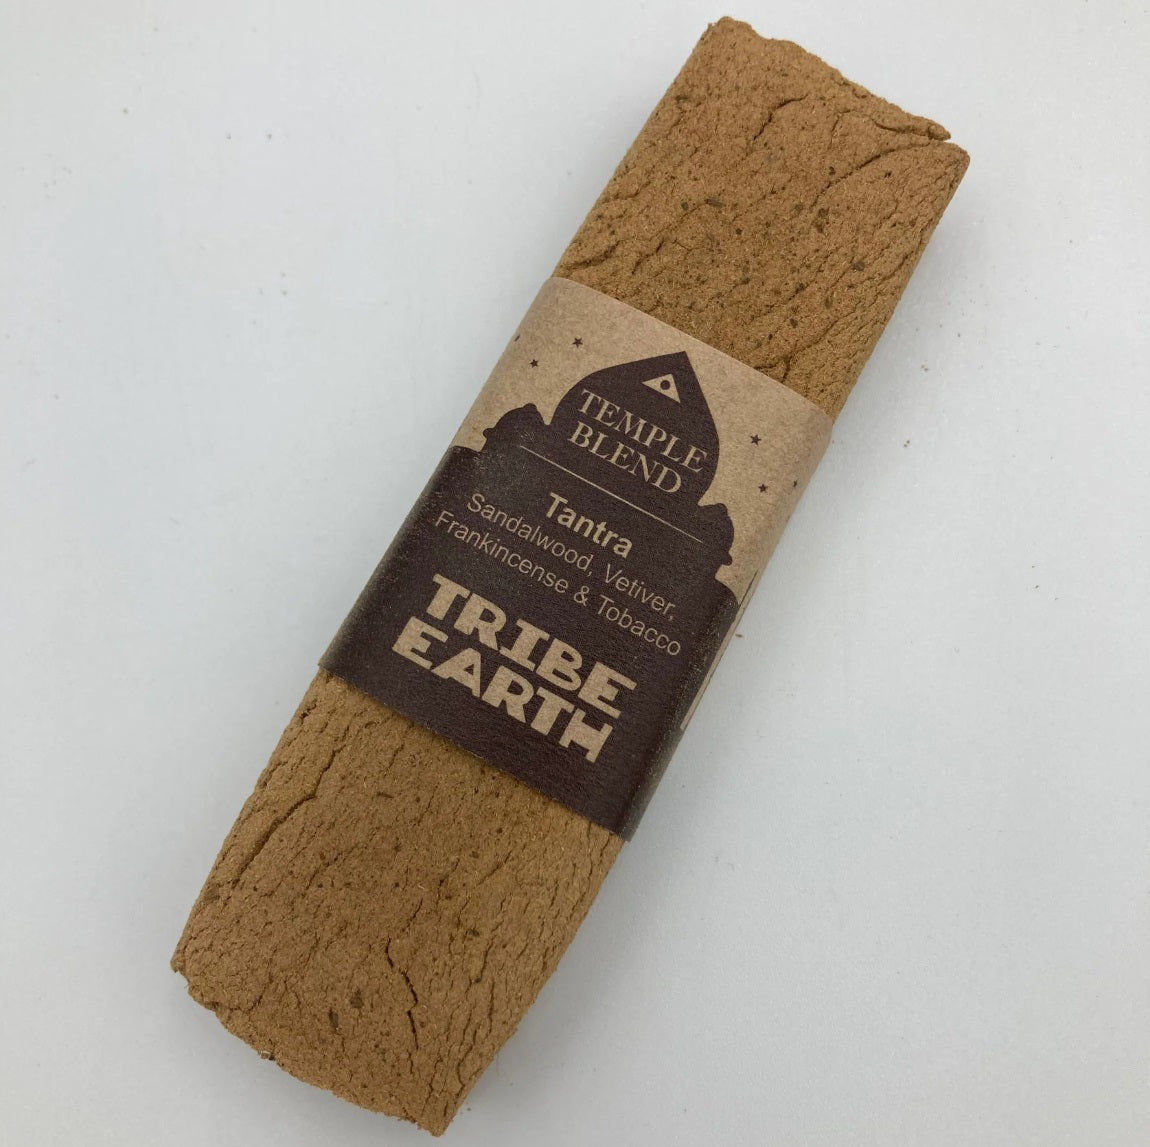 TEMPLE
BLEND
Tantra
Sandalwood, Vetiver,
Frankincense & Tobacco
TRIBE
EARTH